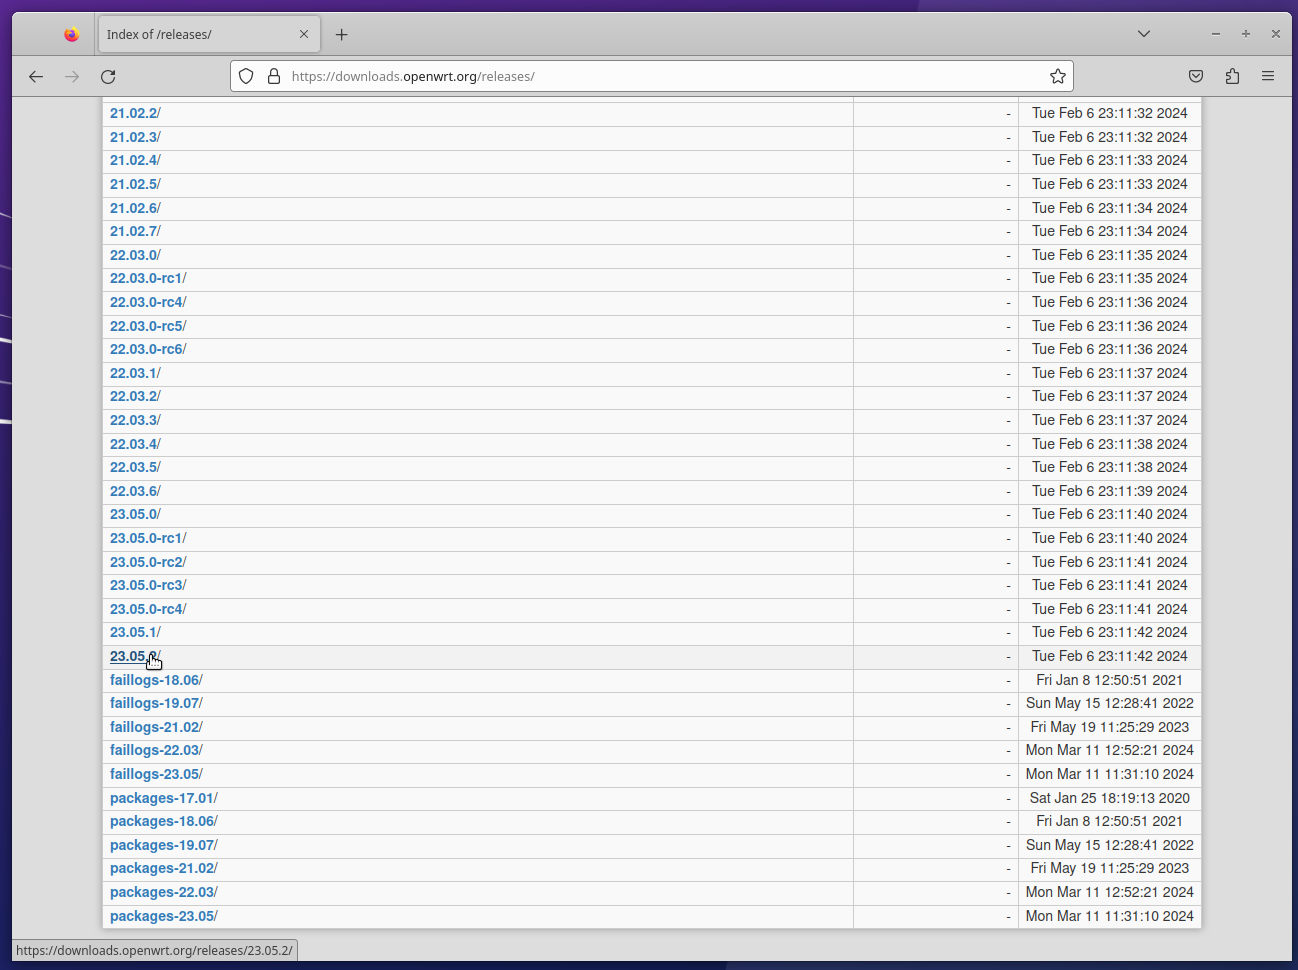 Index of /releases/
https://downloads.openwrt.org/releases/
21.02.2/ - Tue Feb 6 23:11:32 2024
21.02.3/ - Tue Feb 6 23:11:32 2024
21.02.4/ - Tue Feb 6 23:11:33 2024
21.02.5/ - Tue Feb 6 23:11:33 2024
21.02.6/ - Tue Feb 6 23:11:34 2024
21.02.7/ - Tue Feb 6 23:11:34 2024
22.03.0/ - Tue Feb 6 23:11:35 2024
22.03.0-rc1/ - Tue Feb 6 23:11:35 2024
22.03.0-rc4/ - Tue Feb 6 23:11:36 2024
22.03.0-rc5/ - Tue Feb 6 23:11:36 2024
22.03.0-rc6/ - Tue Feb 6 23:11:36 2024
22.03.1/ - Tue Feb 6 23:11:37 2024
22.03.2/ - Tue Feb 6 23:11:37 2024
22.03.3/ - Tue Feb 6 23:11:37 2024
22.03.4/ - Tue Feb 6 23:11:38 2024
22.03.5/ - Tue Feb 6 23:11:38 2024
22.03.6/ - Tue Feb 6 23:11:39 2024
23.05.0/ - Tue Feb 6 23:11:40 2024
23.05.0-rc1/ - Tue Feb 6 23:11:40 2024
23.05.0-rc2/ - Tue Feb 6 23:11:41 2024
23.05.0-rc3/ - Tue Feb 6 23:11:41 2024
23.05.0-rc4/ - Tue Feb 6 23:11:41 2024
23.05.1/ - Tue Feb 6 23:11:42 2024
23.05.2/ - Tue Feb 6 23:11:42 2024
faillogs-18.06/ - Fri Jan 8 12:50:51 2021
faillogs-19.07/ - Sun May 15 12:28:41 2022
faillogs-21.02/ - Fri May 19 11:25:29 2023
faillogs-22.03/ - Mon Mar 11 12:52:21 2024
faillogs-23.05/ - Mon Mar 11 11:31:10 2024
packages-17.01/ - Sat Jan 25 18:19:13 2020
packages-18.06/ - Fri Jan 8 12:50:51 2021
packages-19.07/ - Sun May 15 12:28:41 2022
packages-21.02/ - Fri May 19 11:25:29 2023
packages-22.03/ - Mon Mar 11 12:52:21 2024
packages-23.05/ - Mon Mar 11 11:31:10 2024
https://downloads.openwrt.org/releases/23.05.2/